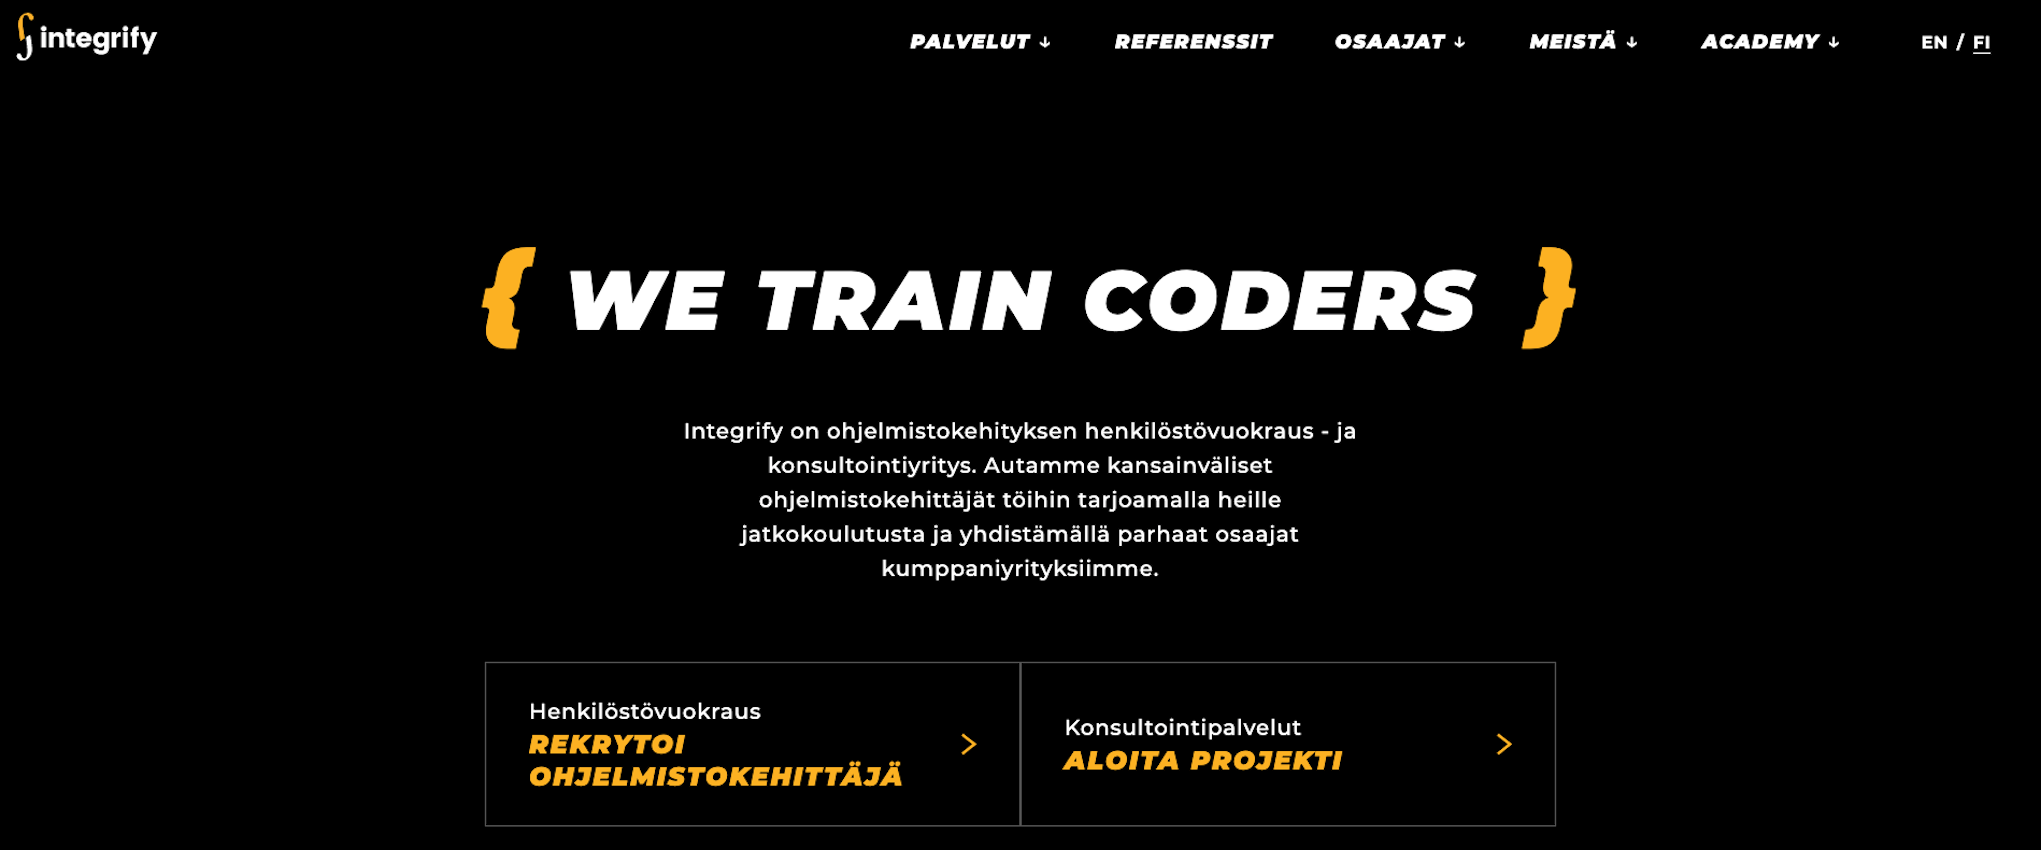 integrify
PALVELUT ↓ REFERENSSIT OSAAJAT ↓ MEISTÄ ↓ ACADEMY ↓ EN / FI
{ WE TRAIN CODERS }
Integrify on ohjelmistokehityksen henkilöstövuokraus - ja
konsultointiyritys. Autamme kansainväliset
ohjelmistokehittäjät töihin tarjoamalla heille
jatkokoulutusta ja yhdistämällä parhaat osaajat
kumppaniyrityksiimme.
Henkilöstövuokraus
REKRYTOI
OHJELMISTOKEHITTÄJÄ
Konsultointipalvelut
ALOITA PROJEKTI